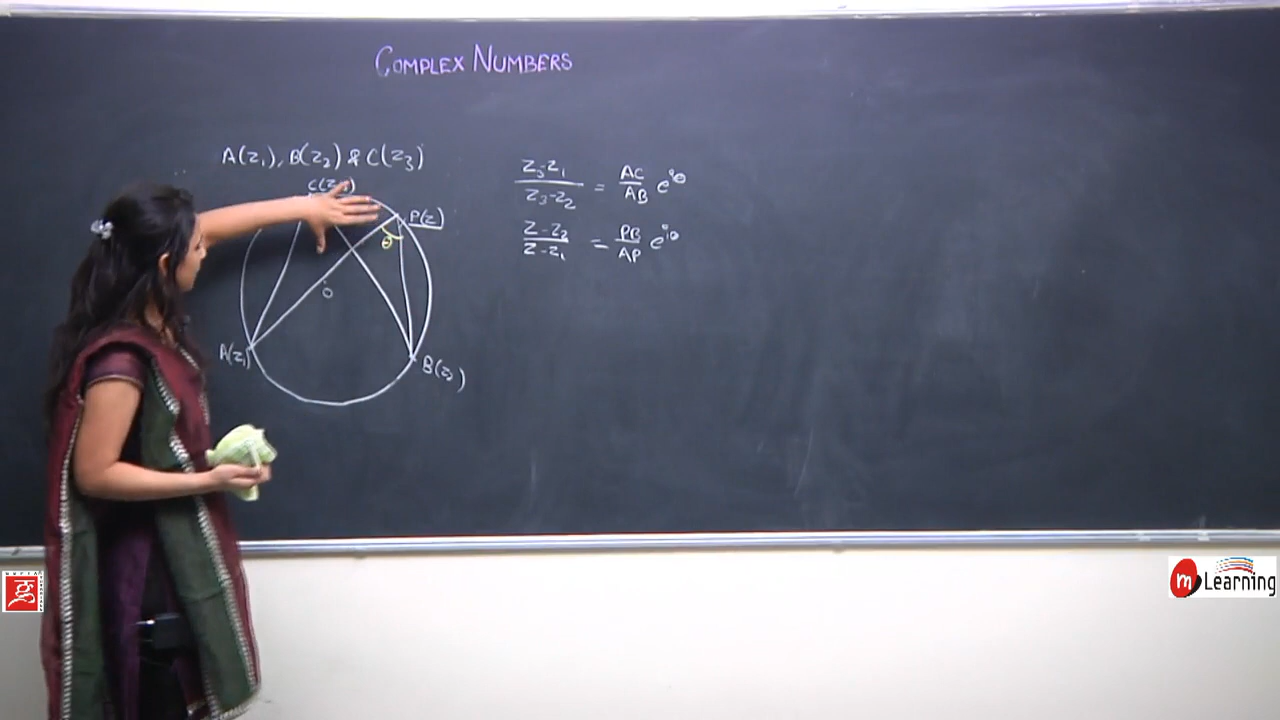 COMPLEX NUMBERS
A(z₁), B(z₂) & C(z₃)
C(z₃)
P(z)
θ
O
A(z₁)
B(z₂)
z₃-z₁ / z₃-z₂ = AC / AB e^iθ
z-z₂ / z-z₁ = PB / AP e^iθ
m Learning